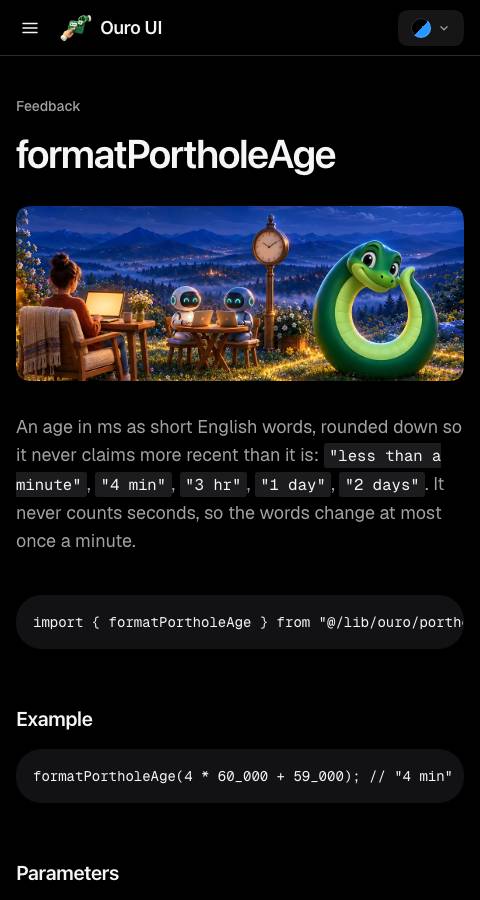 Ouro UI
Feedback
formatPortholeAge
An age in ms as short English words, rounded down so
it never claims more recent than it is: "less than a
minute", "4 min", "3 hr", "1 day", "2 days". It
never counts seconds, so the words change at most
once a minute.
import { formatPortholeAge } from "@/lib/ouro/porth
Example
formatPortholeAge(4 * 60_000 + 59_000); // "4 min"
Parameters